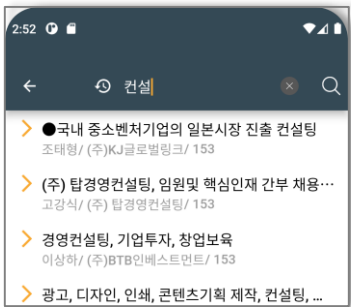 2:52
컨설
●국내 중소벤처기업의 일본시장 진출 컨설팅
조태형/ (주)KJ글로벌링크/ 153
(주) 탑경영컨설팅, 임원및 핵심인재 간부 채용…
고강식/ (주) 탑경영컨설팅/ 153
경영컨설팅, 기업투자, 창업보육
이상하/ (주)BTB인베스트먼트/ 153
광고, 디자인, 인쇄, 콘텐츠기획 제작, 컨설팅, ...